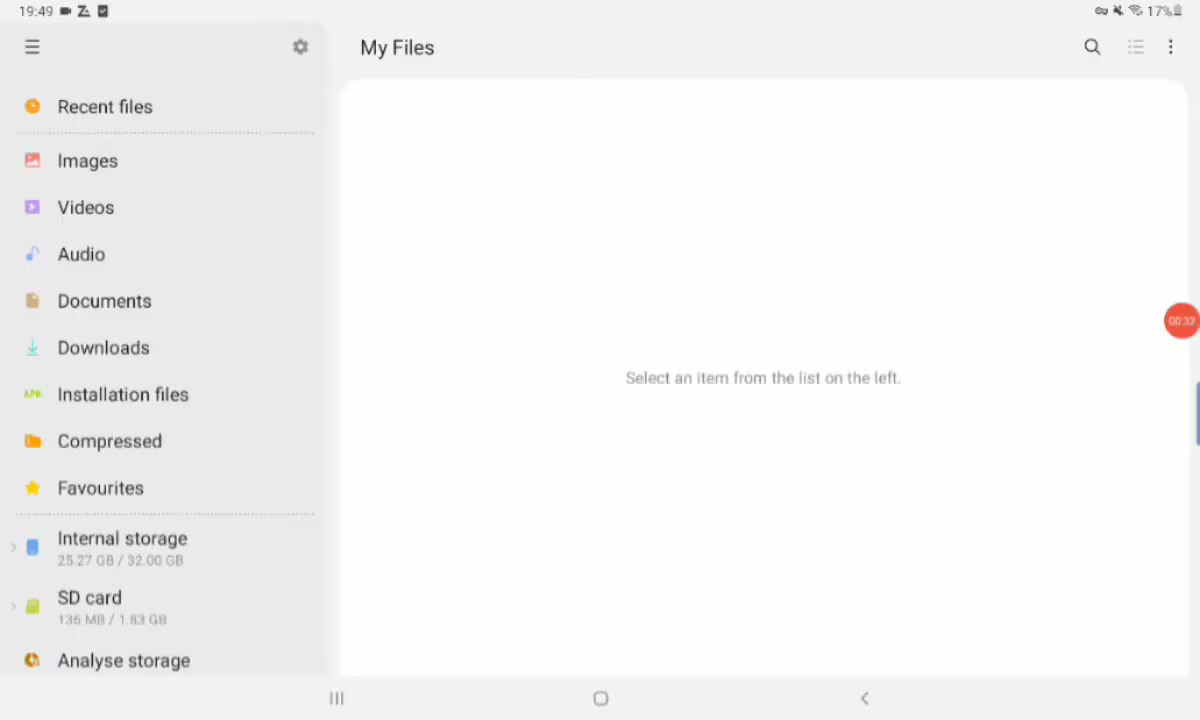 19:49
17%
My Files
Recent files
Images
Videos
Audio
Documents
Downloads
APK Installation files
Compressed
Favourites
Internal storage
25.27 GB / 32.00 GB
SD card
136 MB / 1.83 GB
Analyse storage
Select an item from the list on the left.
00:32